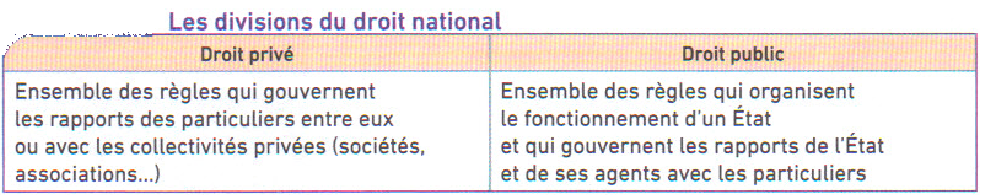 Les divisions du droit national
Droit privé
Droit public
Ensemble des règles qui gouvernent
les rapports des particuliers entre eux
ou avec les collectivités privées (sociétés,
associations...)
Ensemble des règles qui organisent
le fonctionnement d'un État
et qui gouvernent les rapports de l'État
et de ses agents avec les particuliers